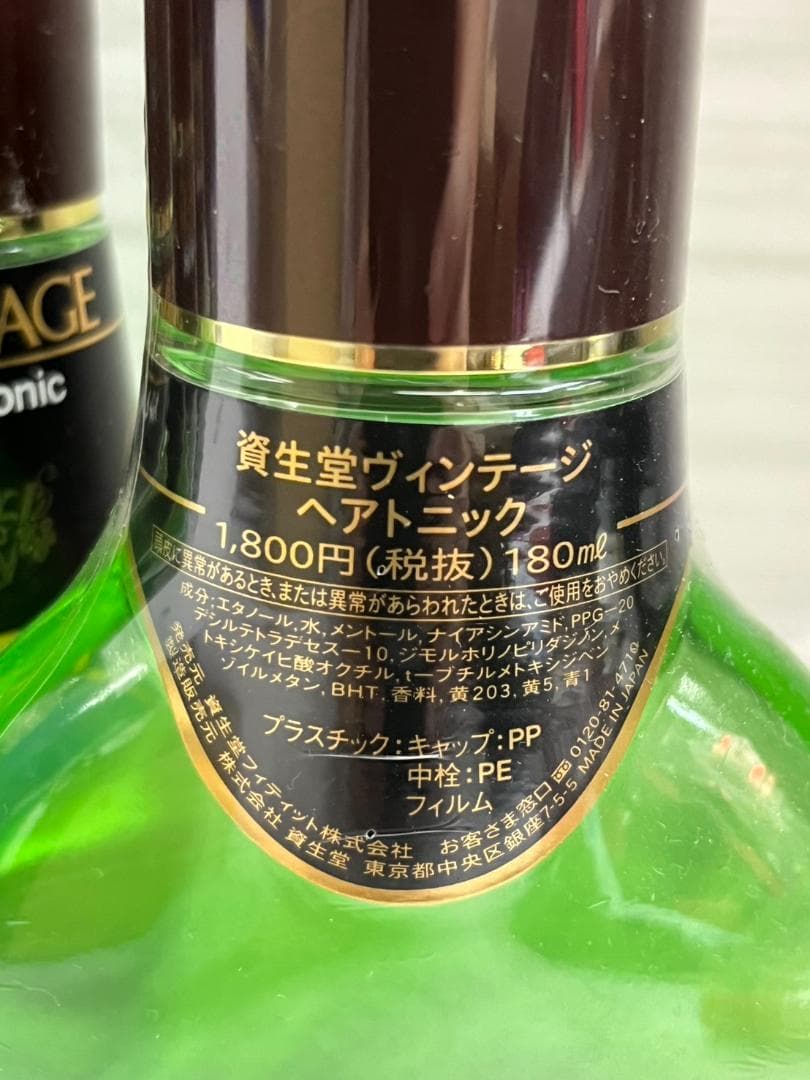 AGE
onic
資生堂ヴィンテージ
ヘアトニック
1,800円(税抜)180ml
頭皮に異常があるとき、または異常があらわれたときは、ご使用をおやめください。
成分:エタノール,水,メントール,ナイアシンアミド,PPG-20
デシルテトラデセス-10,ジモルホリノピリダジノン,メ
トキシケイヒ酸オクチル,t-ブチルメトキシジベン
ゾイルメタン,BHT,香料,黄203,黄5,青1
プラスチック:キャップ:PP
中栓:PE
フィルム
発売元 資生堂フィティット株式会社 お客さま窓口 0120-81-4710
製造販売元 株式会社 資生堂 東京都中央区銀座7-5-5 MADE IN JAPAN